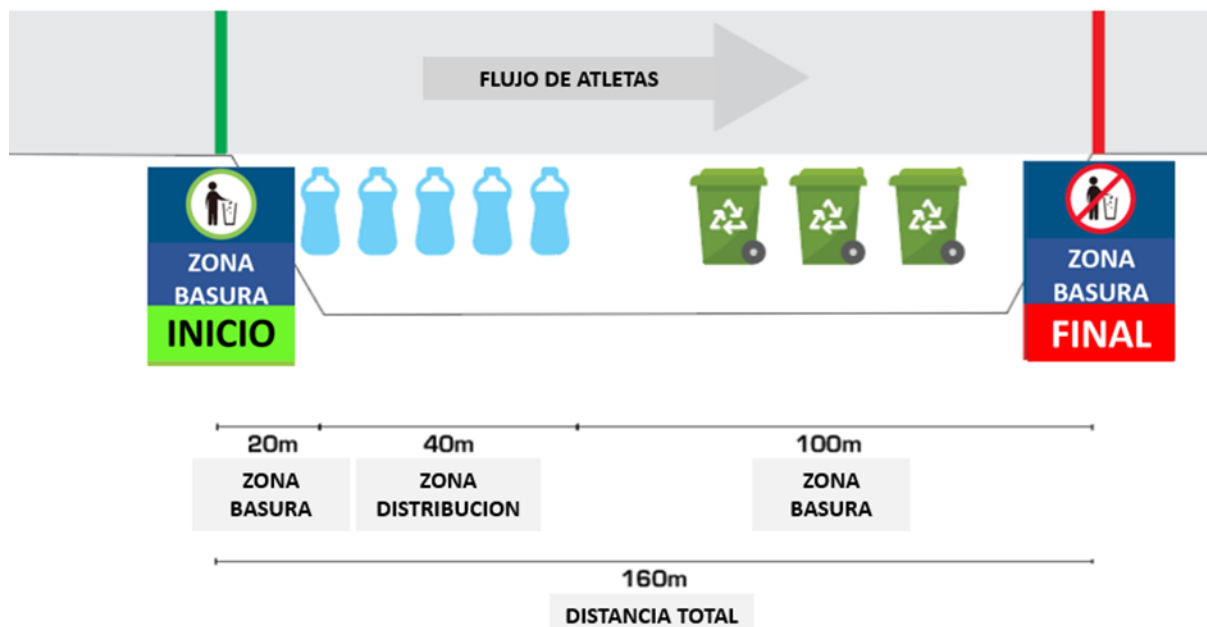 FLUJO DE ATLETAS
ZONA
BASURA
INICIO
ZONA
BASURA
FINAL
20m
40m
100m
ZONA
BASURA
ZONA
DISTRIBUCION
ZONA
BASURA
160m
DISTANCIA TOTAL